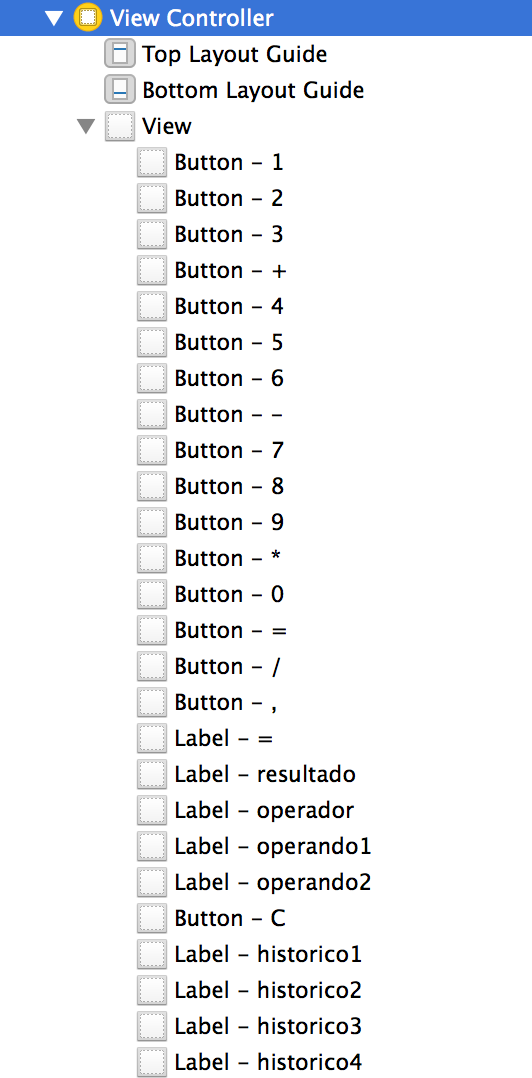 View Controller
Top Layout Guide
Bottom Layout Guide
View
Button – 1
Button – 2
Button – 3
Button – +
Button – 4
Button – 5
Button – 6
Button – –
Button – 7
Button – 8
Button – 9
Button – *
Button – 0
Button – =
Button – /
Button – ,
Label – =
Label – resultado
Label – operador
Label – operando1
Label – operando2
Button – C
Label – historico1
Label – historico2
Label – historico3
Label – historico4